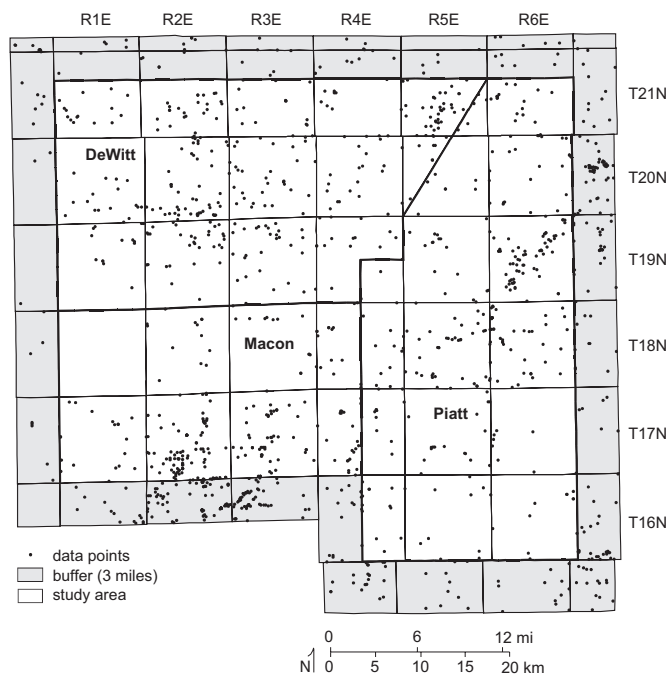 R1E R2E R3E R4E R5E R6E
T21N
DeWitt
T20N
T19N
Macon
T18N
Piatt
T17N
T16N
data points
buffer (3 miles)
study area
0 6 12 mi
N 0 5 10 15 20 km